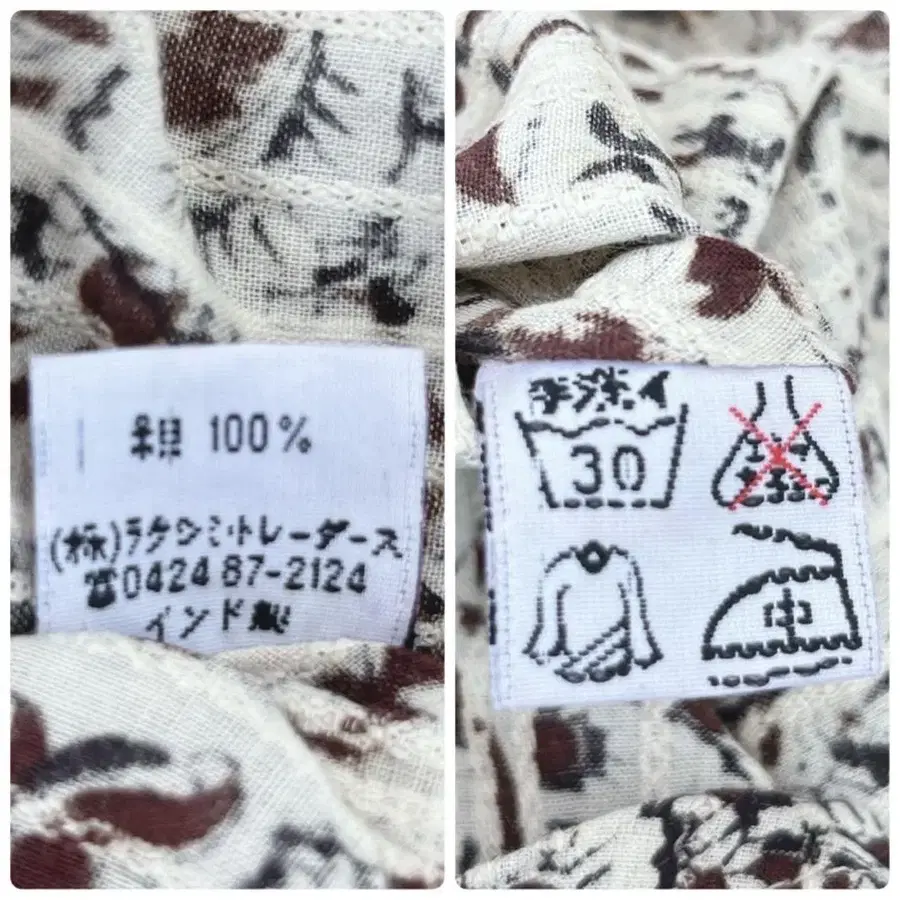 綿 100%
(株)ラクシミトレーダース
☎0424 87-2124
インド製
手洗イ
30
中